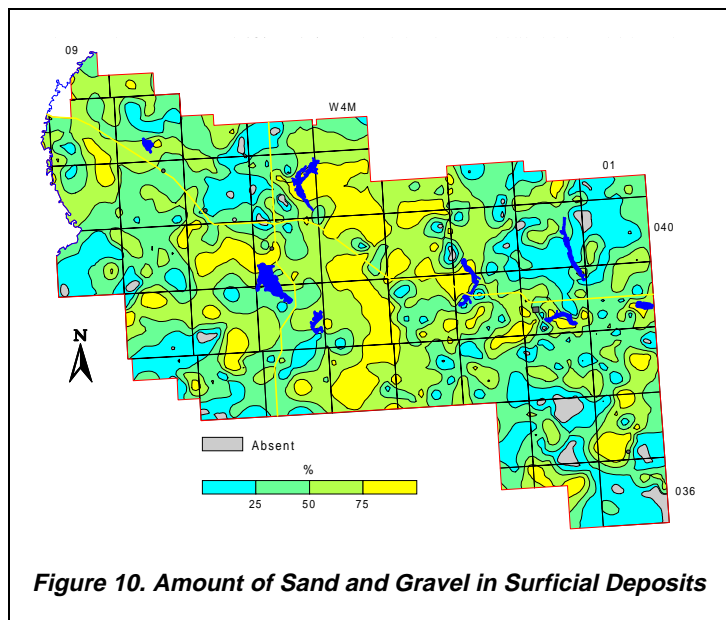 09
W4M
01
040
N
Absent
%
25 50 75
036
Figure 10. Amount of Sand and Gravel in Surficial Deposits